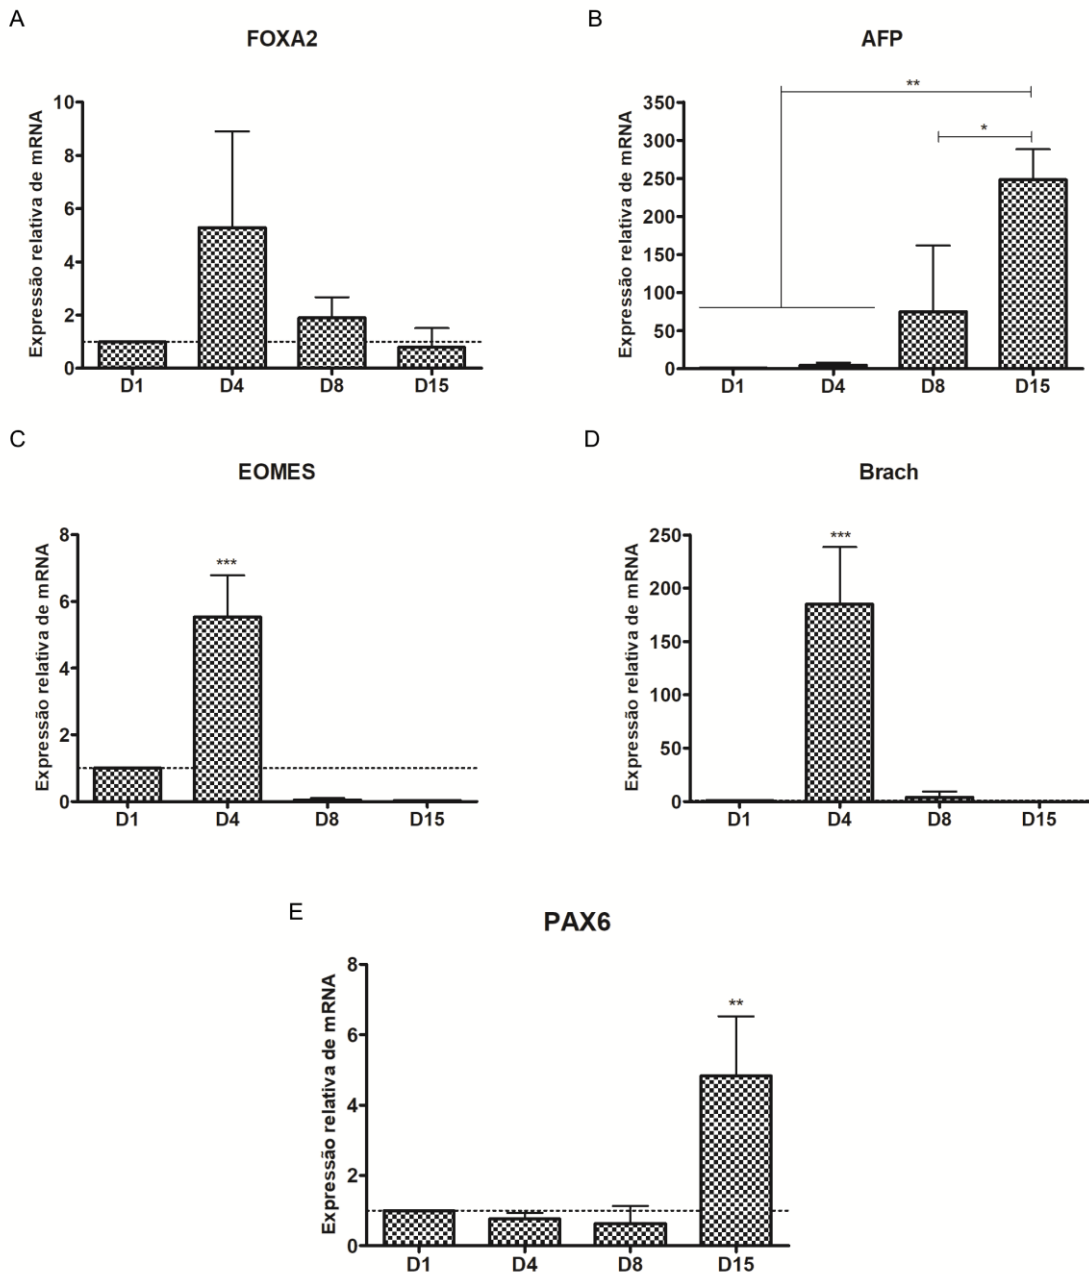 A
FOXA2
Expressão relativa de mRNA
10
8
6
4
2
0
D1 D4 D8 D15
B
AFP
Expressão relativa de mRNA
350
300
250
200
150
100
50
0
**
*
D1 D4 D8 D15
C
EOMES
Expressão relativa de mRNA
8
6
4
2
0
***
D1 D4 D8 D15
D
Brach
Expressão relativa de mRNA
250
200
150
100
50
0
***
D1 D4 D8 D15
E
PAX6
Expressão relativa de mRNA
8
6
4
2
0
**
D1 D4 D8 D15